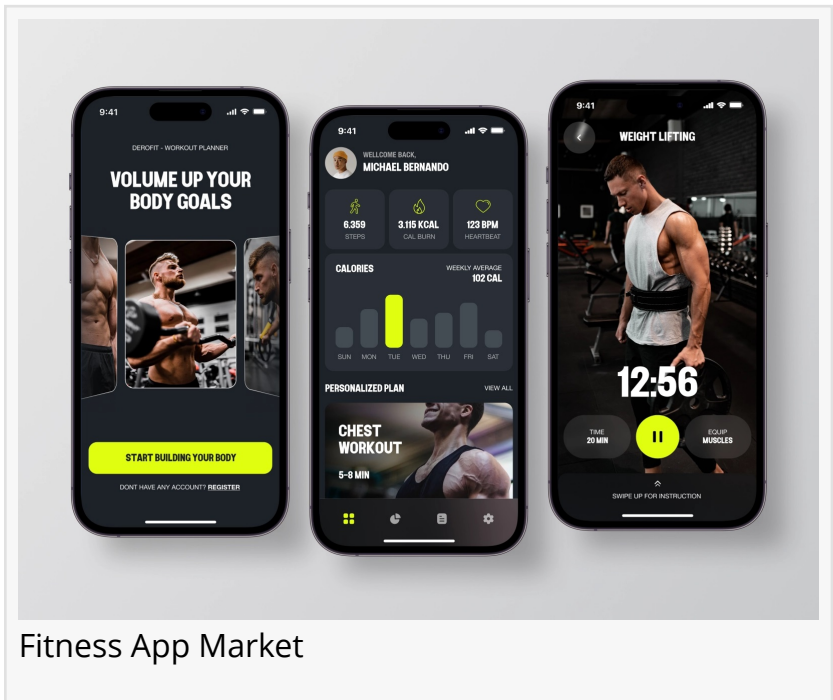 9:41
DEROFIT - WORKOUT PLANNER
VOLUME UP YOUR
BODY GOALS
START BUILDING YOUR BODY
DONT HAVE ANY ACCOUNT? REGISTER
9:41
WELLCOME BACK,
MICHAEL BERNANDO
6.359
STEPS
3.115 KCAL
CAL BURN
123 BPM
HEARTBEAT
CALORIES
WEEKLY AVERAGE
102 CAL
SUN MON TUE WED THU FRI SAT
PERSONALIZED PLAN
VIEW ALL
CHEST
WORKOUT
5-8 MIN
9:41
WEIGHT LIFTING
12:56
TIME
20 MIN
EQUIP
MUSCLES
SWIPE UP FOR INSTRUCTION
Fitness App Market